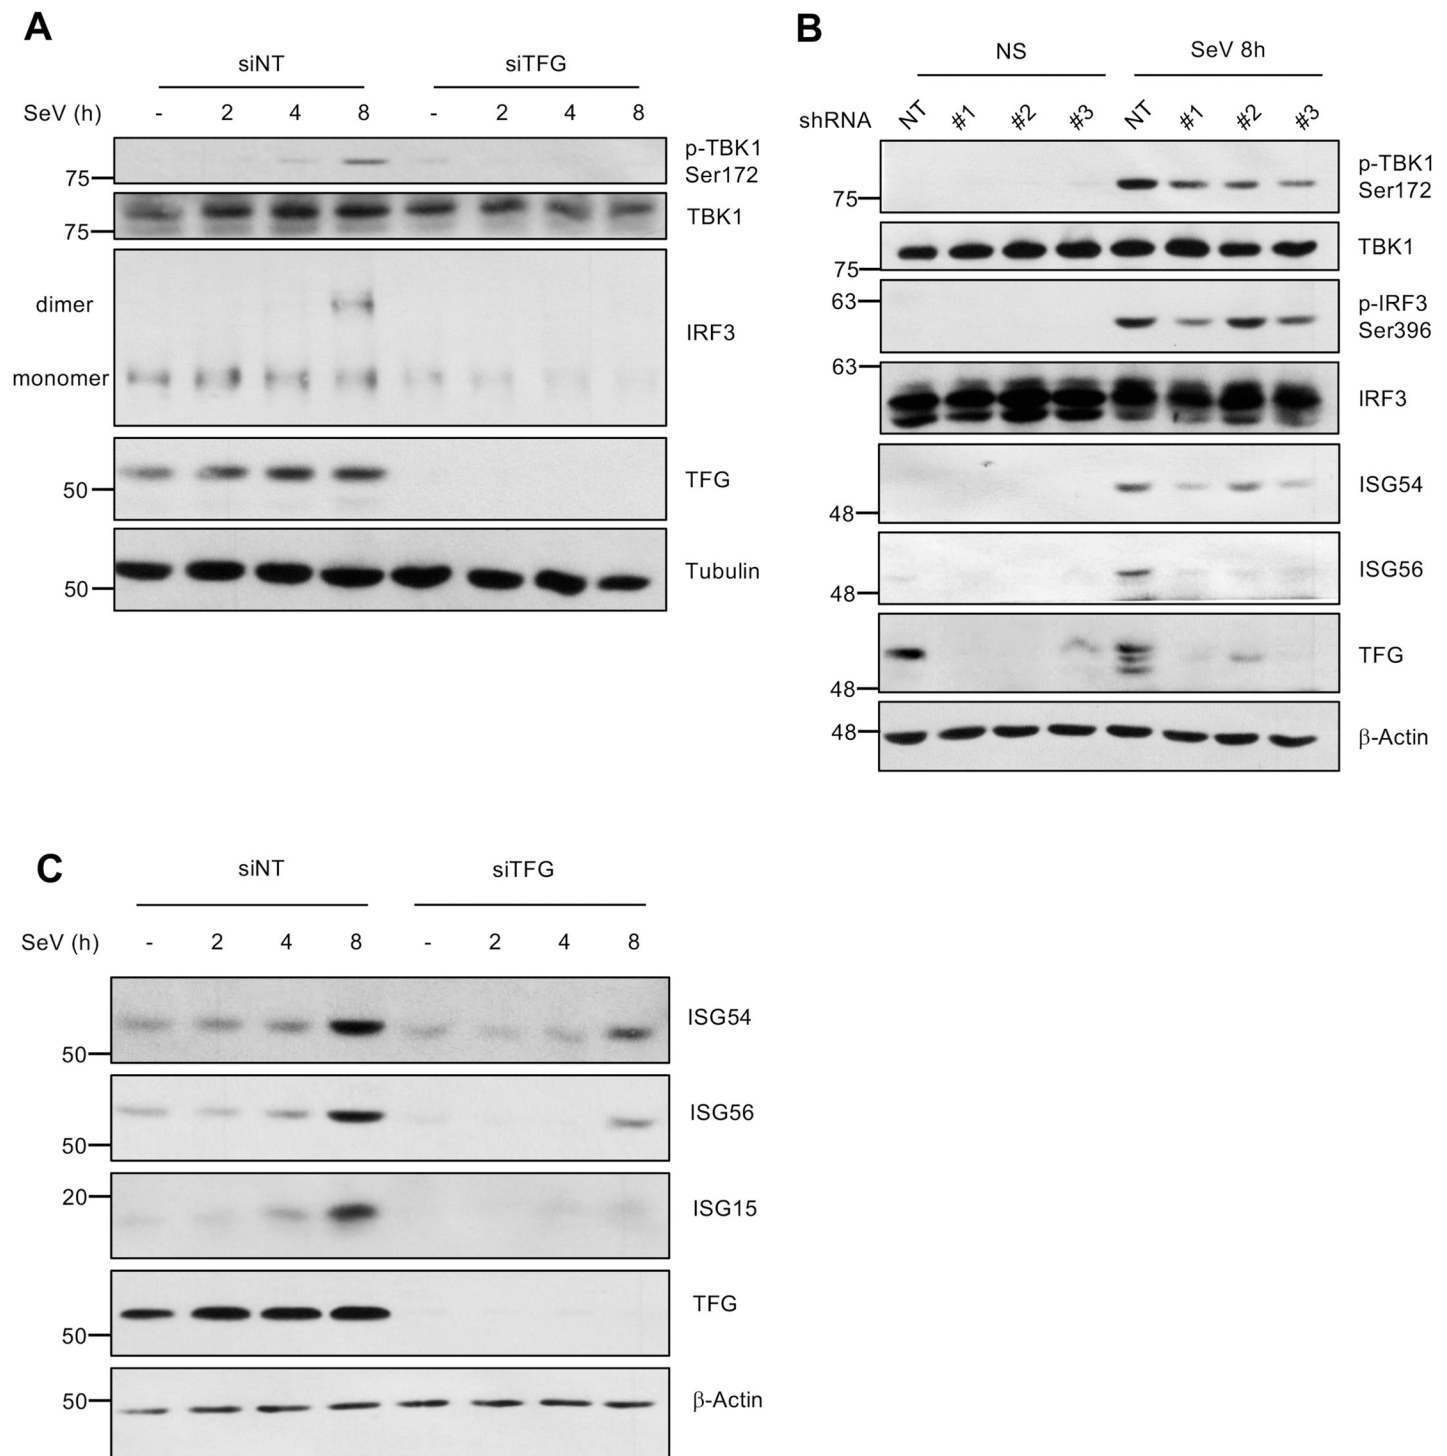 A
siNT siTFG
SeV (h) - 2 4 8 - 2 4 8
p-TBK1
Ser172
75
TBK1
75
dimer
IRF3
monomer
TFG
50
Tubulin
50
B
NS SeV 8h
shRNA NT #1 #2 #3 NT #1 #2 #3
p-TBK1
Ser172
75
TBK1
75
63
p-IRF3
Ser396
63
IRF3
ISG54
48
ISG56
48
TFG
48
48
β-Actin
C
siNT siTFG
SeV (h) - 2 4 8 - 2 4 8
ISG54
50
ISG56
50
20
ISG15
TFG
50
50
β-Actin